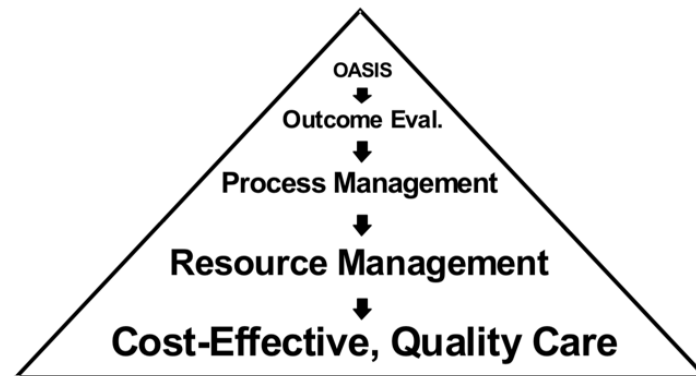 OASIS
Outcome Eval.
Process Management
Resource Management
Cost-Effective, Quality Care